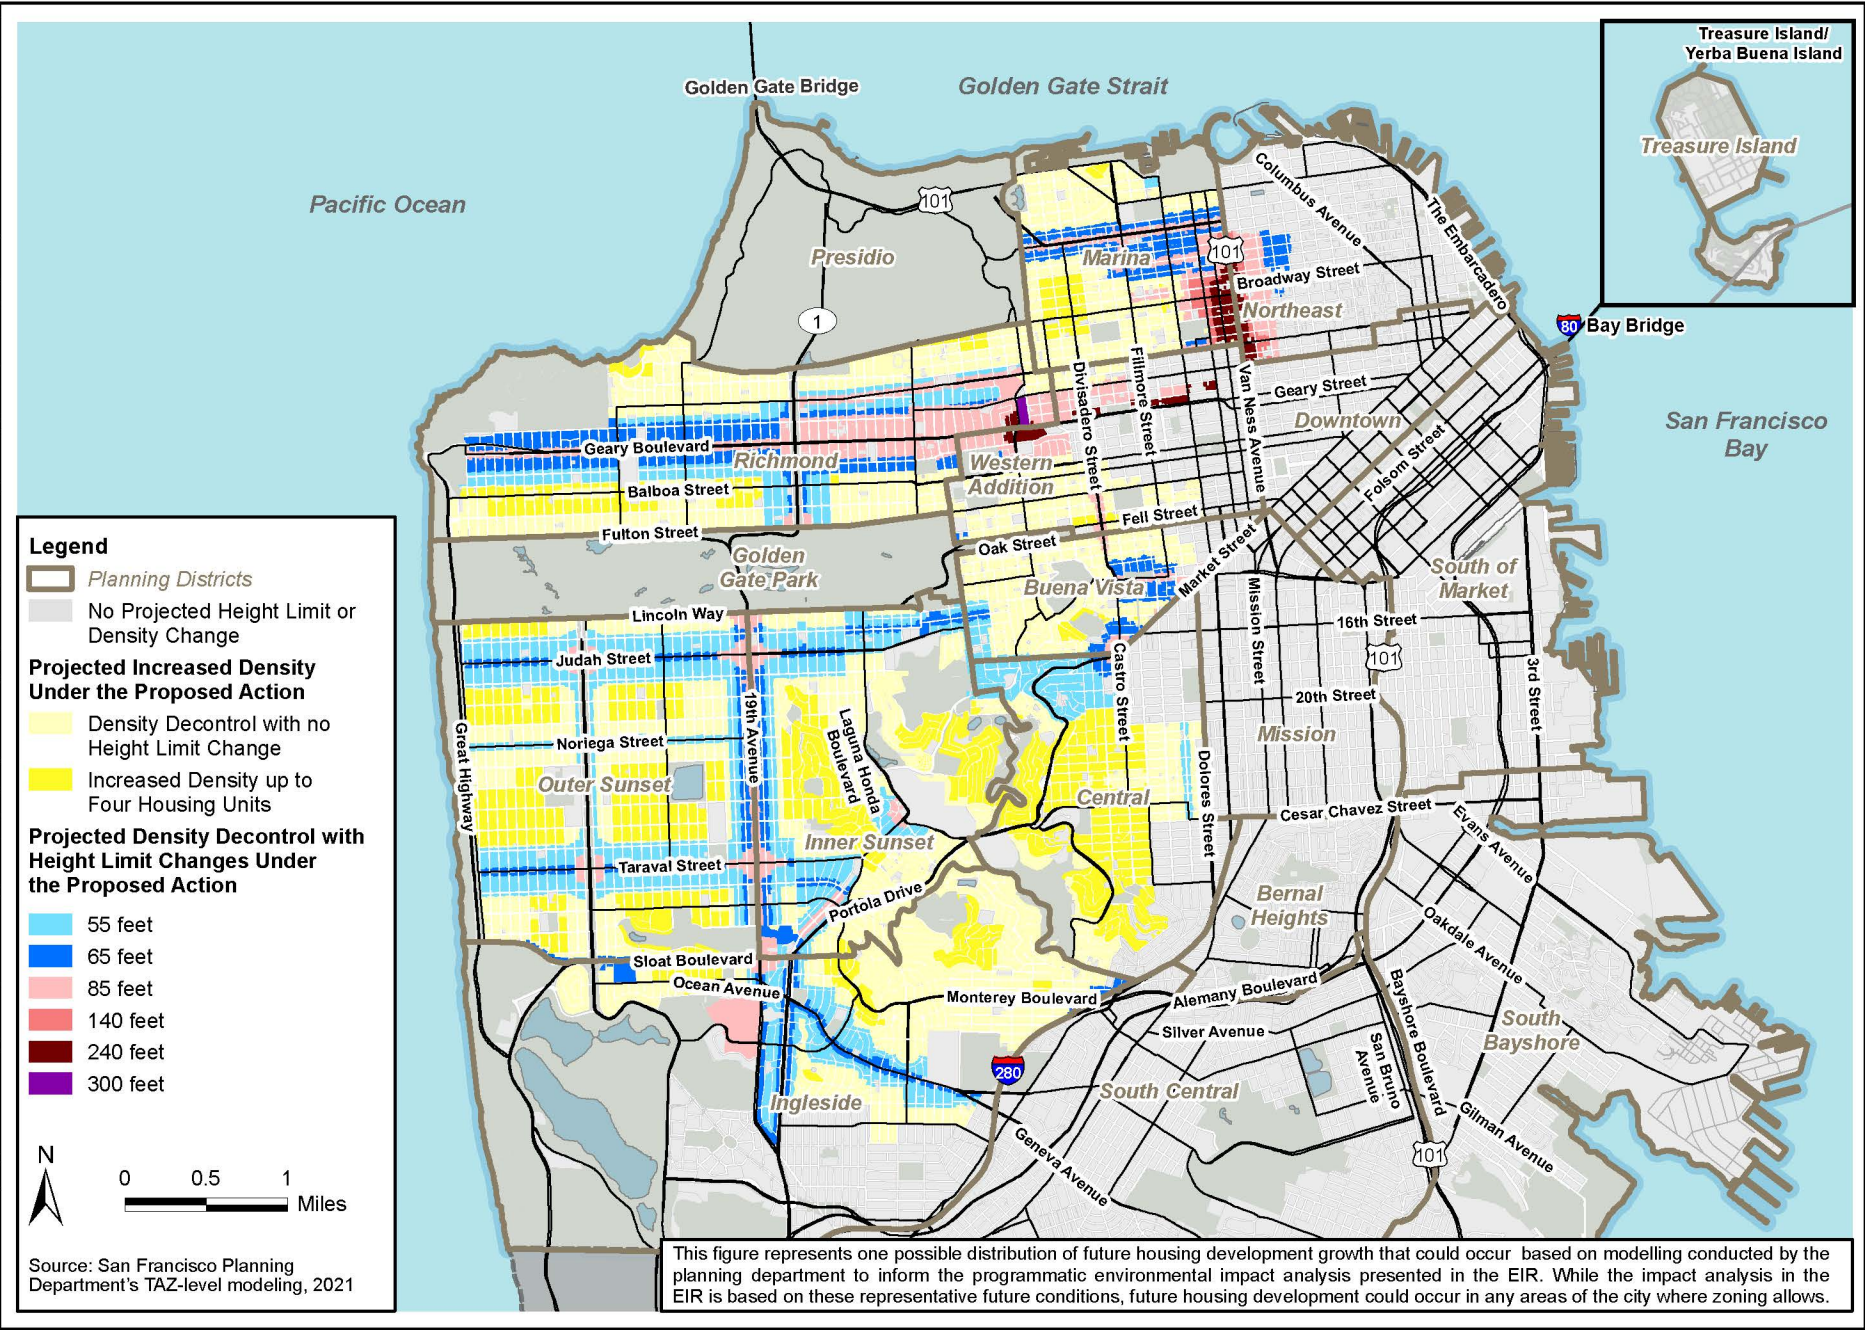 Treasure Island/
Yerba Buena Island
Treasure Island
Golden Gate Bridge
Golden Gate Strait
Pacific Ocean
101
Presidio
1
Marina
101
Columbus Avenue
The Embarcadero
Broadway Street
Northeast
80
Bay Bridge
Divisadero Street
Fillmore Street
Van Ness Avenue
Geary Street
Downtown
San Francisco
Bay
Geary Boulevard
Richmond
Western
Addition
Folsom Street
Balboa Street
Fulton Street
Fell Street
Oak Street
Golden
Gate Park
Buena Vista
Market Street
South of
Market
Lincoln Way
Mission Street
16th Street
101
3rd Street
Judah Street
Castro Street
20th Street
19th Avenue
Laguna Honda
Boulevard
Great Highway
Noriega Street
Mission
Outer Sunset
Dolores Street
Central
Cesar Chavez Street
Evans Avenue
Inner Sunset
Taraval Street
Portola Drive
Bernal
Heights
Oakdale Avenue
Sloat Boulevard
Ocean Avenue
Monterey Boulevard
Alemany Boulevard
Bayshore Boulevard
Silver Avenue
South
Bayshore
San Bruno
Avenue
280
Ingleside
South Central
Gilman Avenue
Geneva Avenue
101
Legend
Planning Districts
No Projected Height Limit or
Density Change
Projected Increased Density
Under the Proposed Action
Density Decontrol with no
Height Limit Change
Increased Density up to
Four Housing Units
Projected Density Decontrol with
Height Limit Changes Under
the Proposed Action
55 feet
65 feet
85 feet
140 feet
240 feet
300 feet
N
0 0.5 1
Miles
Source: San Francisco Planning
Department's TAZ-level modeling, 2021
This figure represents one possible distribution of future housing development growth that could occur based on modelling conducted by the
planning department to inform the programmatic environmental impact analysis presented in the EIR. While the impact analysis in the
EIR is based on these representative future conditions, future housing development could occur in any areas of the city where zoning allows.